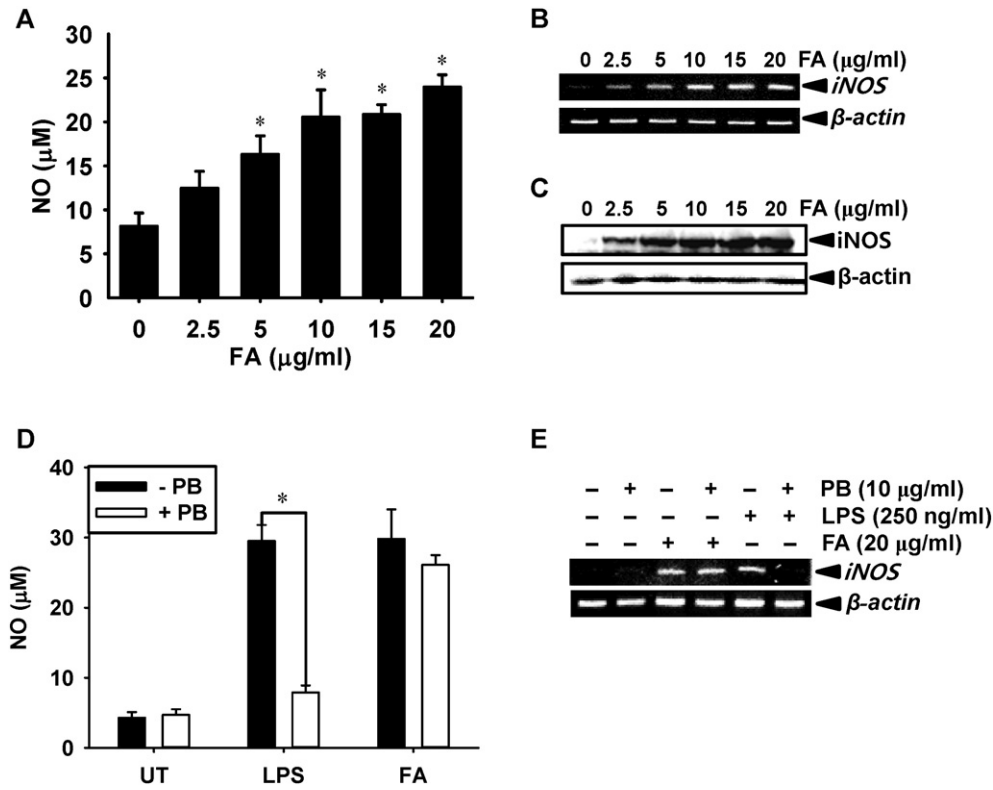 A
NO (μM)
30
25
20
15
10
5
0
* * * *
0 2.5 5 10 15 20
FA (μg/ml)
B
0 2.5 5 10 15 20 FA (μg/ml)
iNOS
β-actin
C
0 2.5 5 10 15 20 FA (μg/ml)
iNOS
β-actin
D
NO (μM)
40
30
20
10
0
- PB
+ PB
*
UT LPS FA
E
− + − + − + PB (10 μg/ml)
− − − − + + LPS (250 ng/ml)
− − + + − − FA (20 μg/ml)
iNOS
β-actin